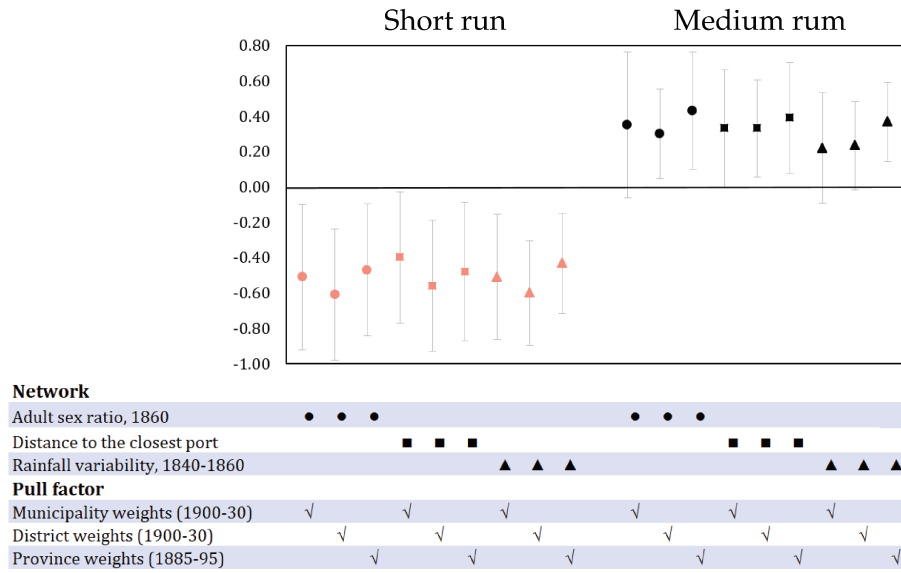 Short run Medium rum
0.80
0.60
0.40
0.20
0.00
-0.20
-0.40
-0.60
-0.80
-1.00
Network
Adult sex ratio, 1860
Distance to the closest port
Rainfall variability, 1840-1860
Pull factor
Municipality weights (1900-30) √ √ √ √ √ √
District weights (1900-30) √ √ √ √ √ √
Province weights (1885-95) √ √ √ √ √ √